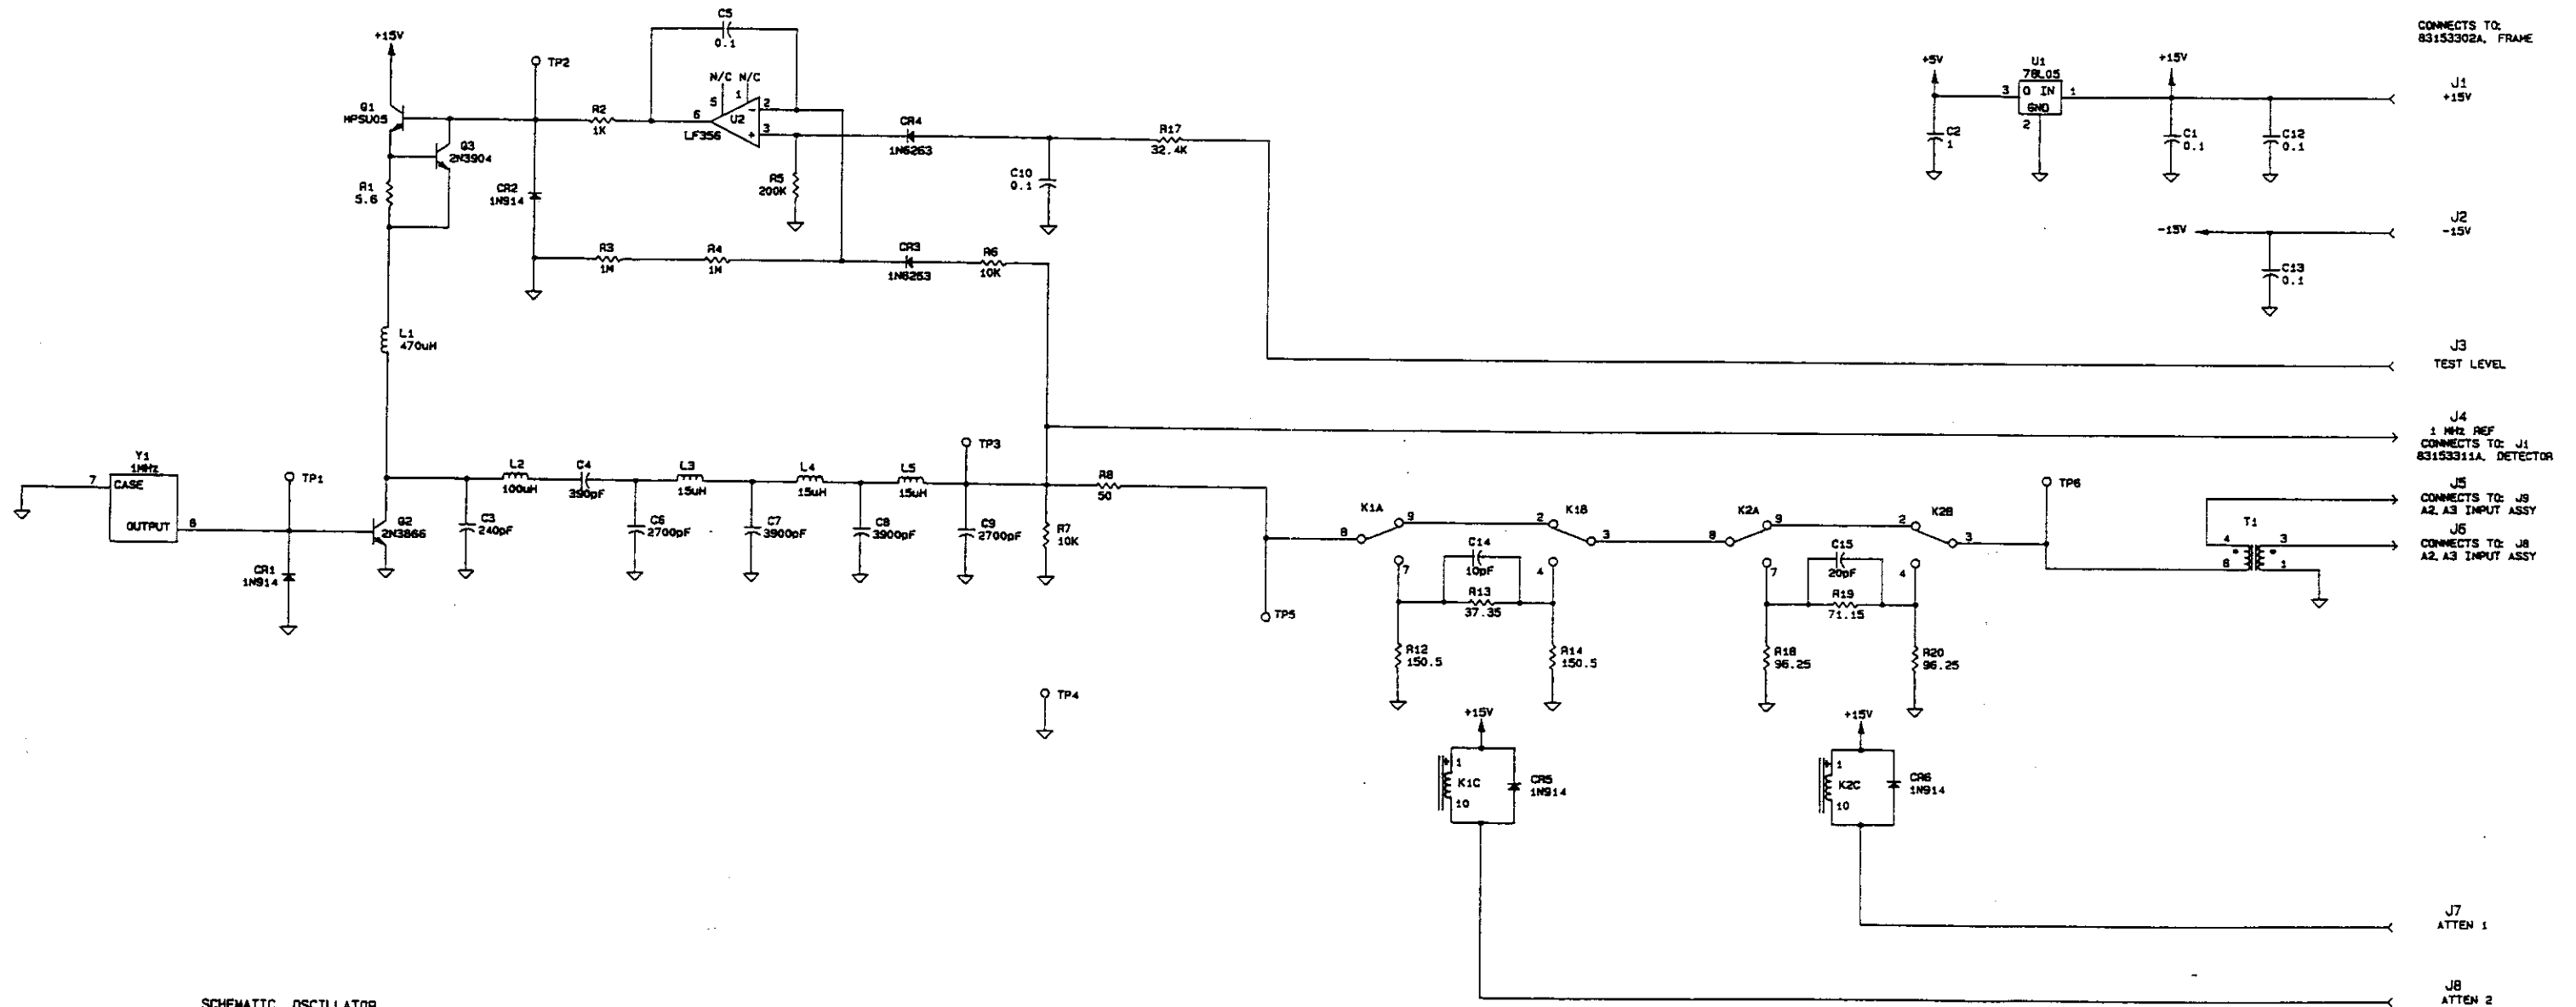 CONNECTS TO:
83153302A, FRAME
J1
+15V
J2
-15V
J3
TEST LEVEL
J4
1 MHz REF
CONNECTS TO: J1
83153311A, DETECTOR
J5
CONNECTS TO: J9
A2, A3 INPUT ASSY
J6
CONNECTS TO: J8
A2, A3 INPUT ASSY
J7
ATTEN 1
J8
ATTEN 2
+15V
Q1
MPSU05
Q3
2N3904
R1
5.6
TP2
CR2
1N914
R2
1K
C5
0.1
N/C N/C
5
1
2
3
6
U2
LF356
-
+
R5
200K
CR4
1N6263
C10
0.1
R17
32.4K
R3
1M
R4
1M
CR3
1N6263
R6
10K
+5V
C2
1
U1
78L05
O IN
GND
3
1
2
+15V
C1
0.1
C12
0.1
-15V
C13
0.1
L1
470uH
Y1
1MHz
7
CASE
OUTPUT
8
TP1
CR1
1N914
Q2
2N3866
C3
240pF
L2
100uH
C4
390pF
C6
2700pF
L3
15uH
C7
3900pF
L4
15uH
C8
3900pF
L5
15uH
TP3
C9
2700pF
R7
10K
R8
50
TP5
TP4
K1A
8
9
7
K1B
2
3
4
C14
10pF
R13
37.35
R12
150.5
R14
150.5
K2A
8
9
7
K2B
2
3
4
C15
20pF
R19
71.15
R18
96.25
R20
96.25
TP6
T1
4
6
3
1
+15V
+
1
K1C
10
CR5
1N914
+15V
+
1
K2C
10
CR6
1N914
SCHEMATIC, OSCILLATOR